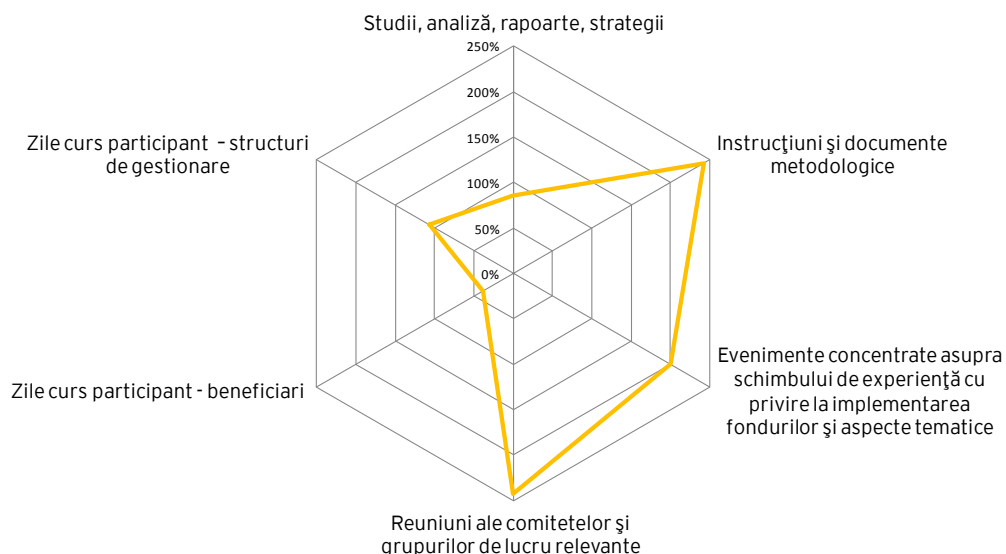 Studii, analiză, rapoarte, strategii
250%
200%
150%
100%
50%
0%
Instrucţiuni şi documente
metodologice
Evenimente concentrate asupra
schimbului de experienţă cu
privire la implementarea
fondurilor şi aspecte tematice
Reuniuni ale comitetelor şi
grupurilor de lucru relevante
Zile curs participant - beneficiari
Zile curs participant – structuri
de gestionare